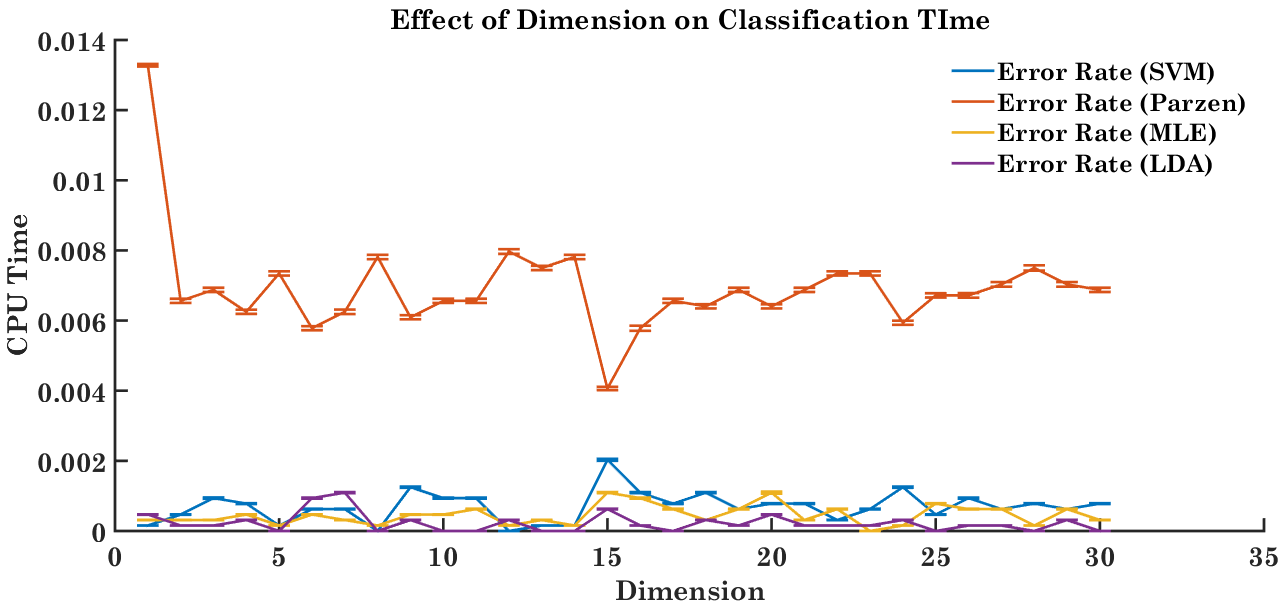 Effect of Dimension on Classification TIme
Error Rate (SVM)
Error Rate (Parzen)
Error Rate (MLE)
Error Rate (LDA)
CPU Time
0.014
0.012
0.01
0.008
0.006
0.004
0.002
0
0 5 10 15 20 25 30 35
Dimension